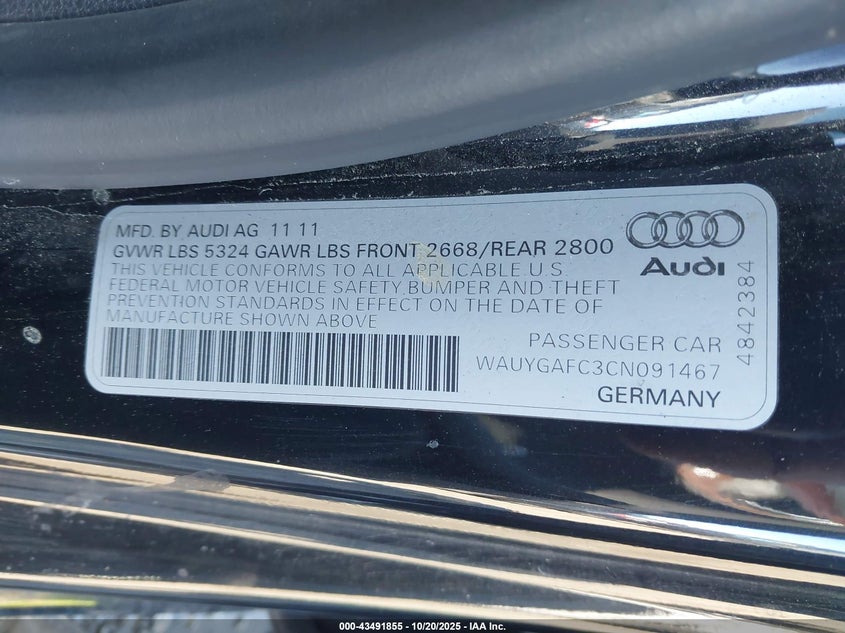 MFD. BY AUDI AG 11 11
GVWR LBS 5324 GAWR LBS FRONT 2668/REAR 2800
THIS VEHICLE CONFORMS TO ALL APPLICABLE U.S.
FEDERAL MOTOR VEHICLE SAFETY,BUMPER AND THEFT
PREVENTION STANDARDS IN EFFECT ON THE DATE OF
MANUFACTURE SHOWN ABOVE
Audi
PASSENGER CAR
WAUYGAFC3CN091467
GERMANY
4842384
000-43491855 - 10/20/2025 - IAA Inc.